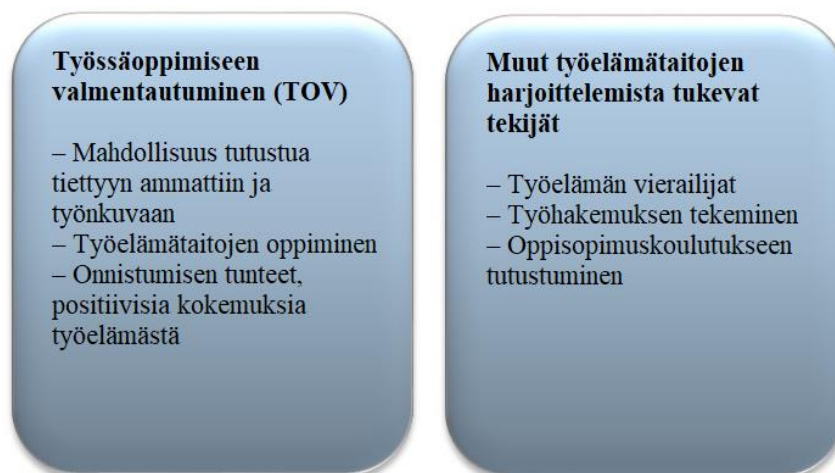 Työssäoppimiseen
valmentautuminen (TOV)
– Mahdollisuus tutustua
tiettyyn ammattiin ja
työnkuvaan
– Työelämätaitojen oppiminen
– Onnistumisen tunteet,
positiivisia kokemuksia
työelämästä
Muut työelämätaitojen
harjoittelemista tukevat
tekijät
– Työelämän vierailijat
– Työhakemuksen tekeminen
– Oppisopimuskoulutukseen
tutustuminen